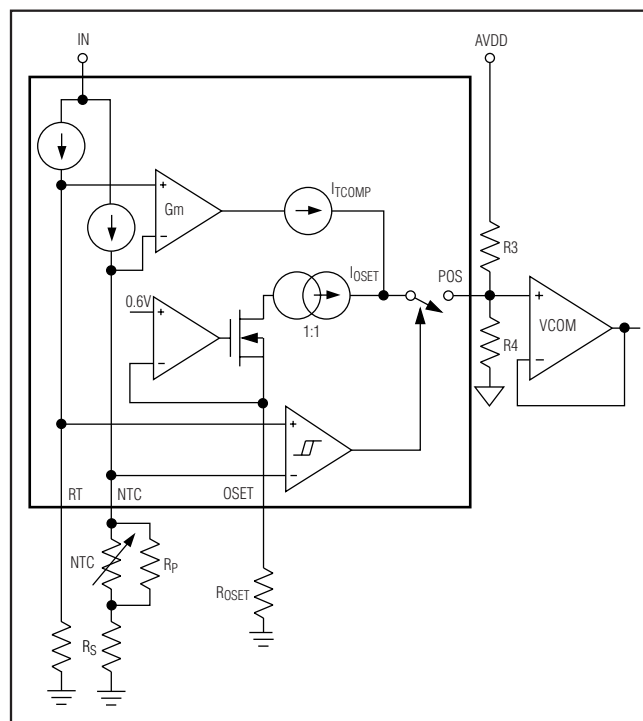 IN
AVDD
+
Gm
-
ITCOMP
R3
IOSET
POS
0.6V
+
-
1:1
+
VCOM
-
R4
+
-
RT
NTC
OSET
NTC
RP
ROSET
RS